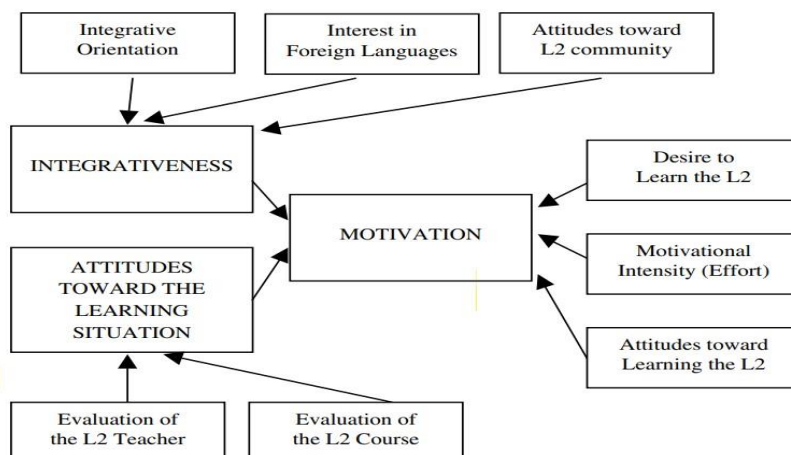 Integrative
Orientation
Interest in
Foreign Languages
Attitudes toward
L2 community
INTEGRATIVENESS
Desire to
Learn the L2
MOTIVATION
Motivational
Intensity (Effort)
ATTITUDES
TOWARD THE
LEARNING
SITUATION
Attitudes toward
Learning the L2
Evaluation of
the L2 Teacher
Evaluation of
the L2 Course